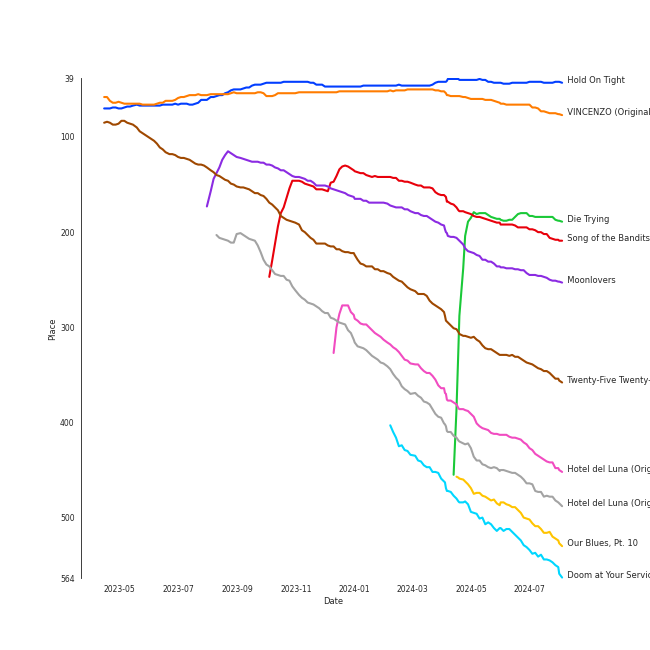 39
100
200
300
400
500
564
Place
2023-05
2023-07
2023-09
2023-11
2024-01
2024-03
2024-05
2024-07
Date
Hold On Tight
VINCENZO (Original
Die Trying
Song of the Bandits
Moonlovers
Twenty-Five Twenty-
Hotel del Luna (Orig
Hotel del Luna (Orig
Our Blues, Pt. 10
Doom at Your Servic